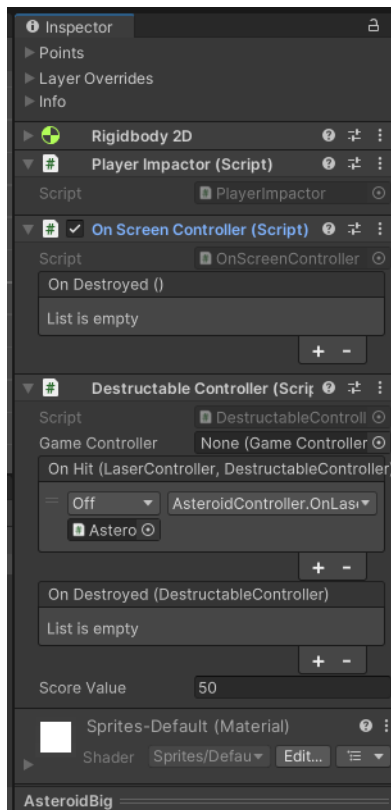 Inspector
Points
Layer Overrides
Info
Rigidbody 2D
# Player Impactor (Script)
Script # PlayerImpactor
# On Screen Controller (Script)
Script # OnScreenController
On Destroyed ()
List is empty
+ -
# Destructable Controller (Scrip
Script # DestructableControll
Game Controller None (Game Controller
On Hit (LaserController, DestructableController
= Off AsteroidController.OnLas
# Astero
+ -
On Destroyed (DestructableController)
List is empty
+ -
Score Value 50
Sprites-Default (Material)
Shader Sprites/Defau Edit...
AsteroidBig